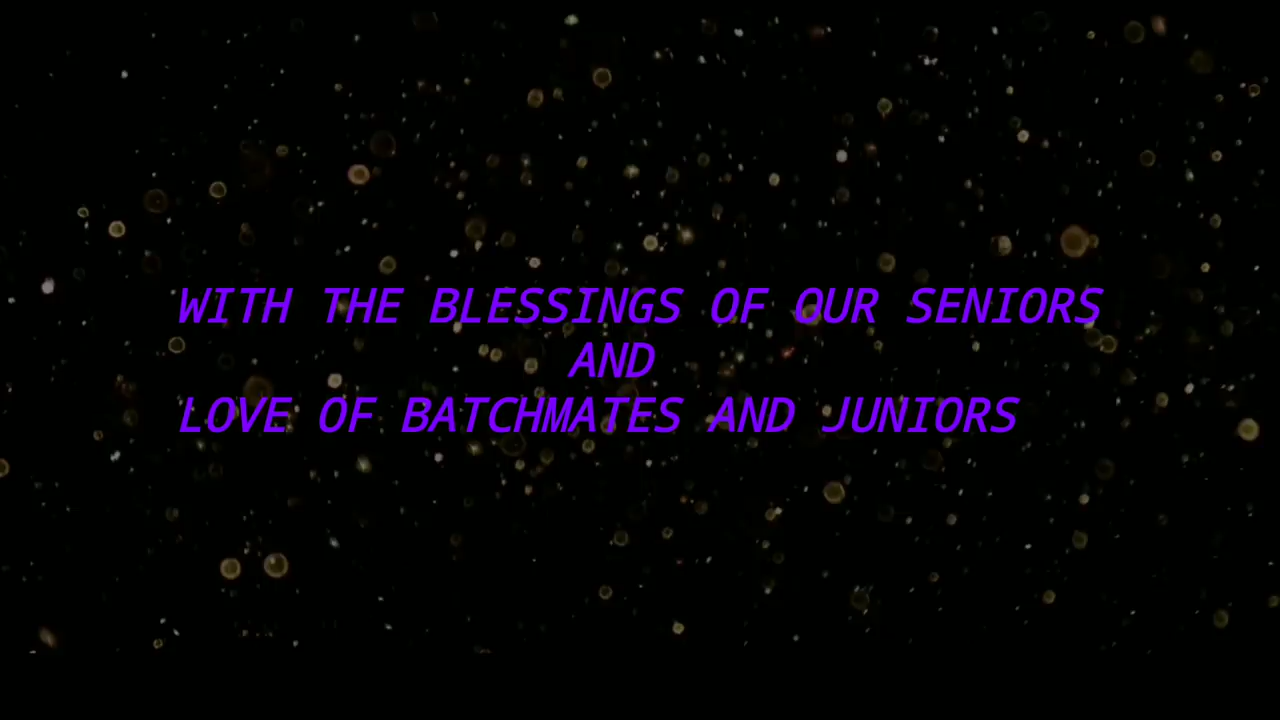 WITH THE BLESSINGS OF OUR SENIORS
AND
LOVE OF BATCHMATES AND JUNIORS